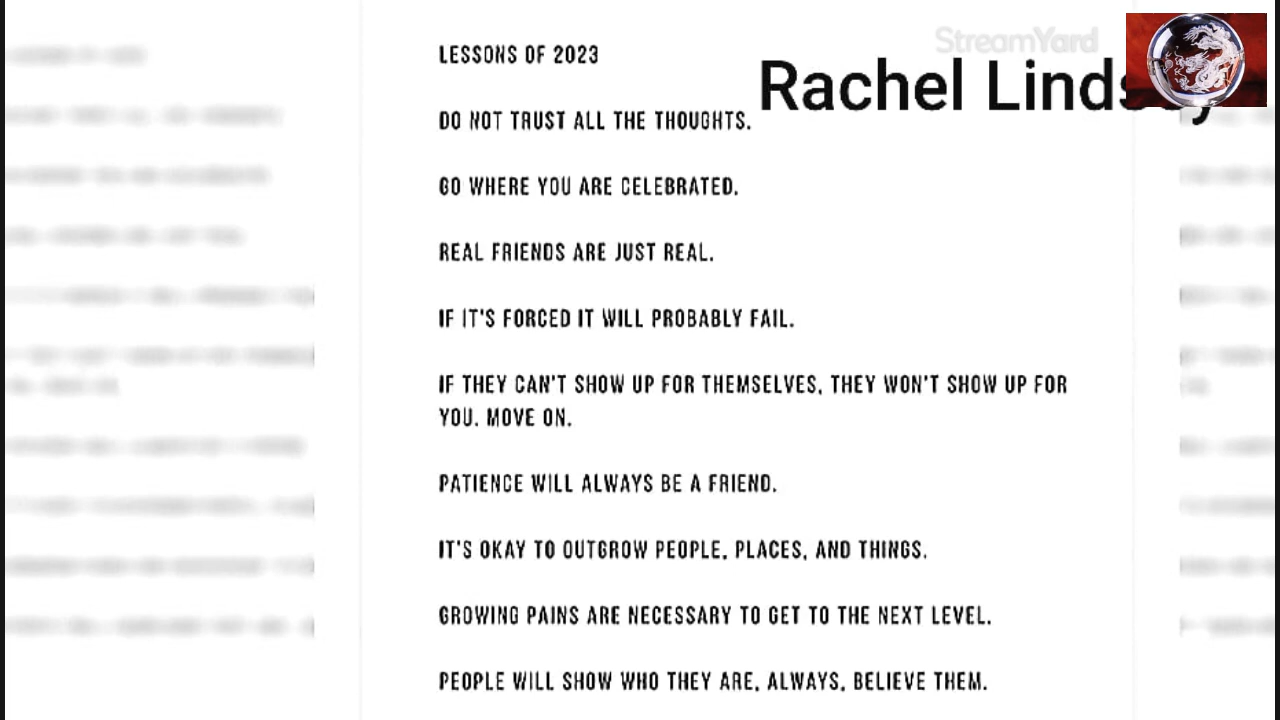 StreamYard
Rachel Lindsay
LESSONS OF 2023
DO NOT TRUST ALL THE THOUGHTS.
GO WHERE YOU ARE CELEBRATED.
REAL FRIENDS ARE JUST REAL.
IF IT'S FORCED IT WILL PROBABLY FAIL.
IF THEY CAN'T SHOW UP FOR THEMSELVES, THEY WON'T SHOW UP FOR
YOU. MOVE ON.
PATIENCE WILL ALWAYS BE A FRIEND.
IT'S OKAY TO OUTGROW PEOPLE, PLACES, AND THINGS.
GROWING PAINS ARE NECESSARY TO GET TO THE NEXT LEVEL.
PEOPLE WILL SHOW WHO THEY ARE, ALWAYS, BELIEVE THEM.